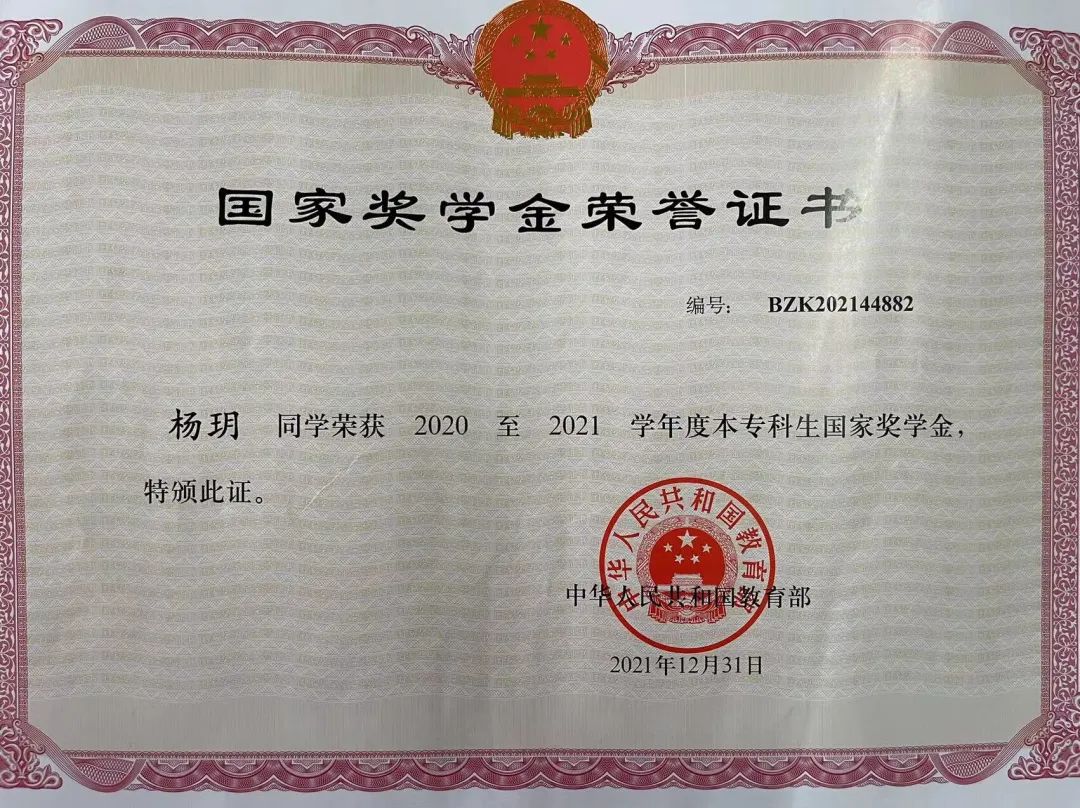 国家奖学金荣誉证书
编号: BZK202144882
杨玥 同学荣获 2020 至 2021 学年度本专科生国家奖学金,
特颁此证。
中华人民共和国教育部
中华人民共和国教育部
2021年12月31日